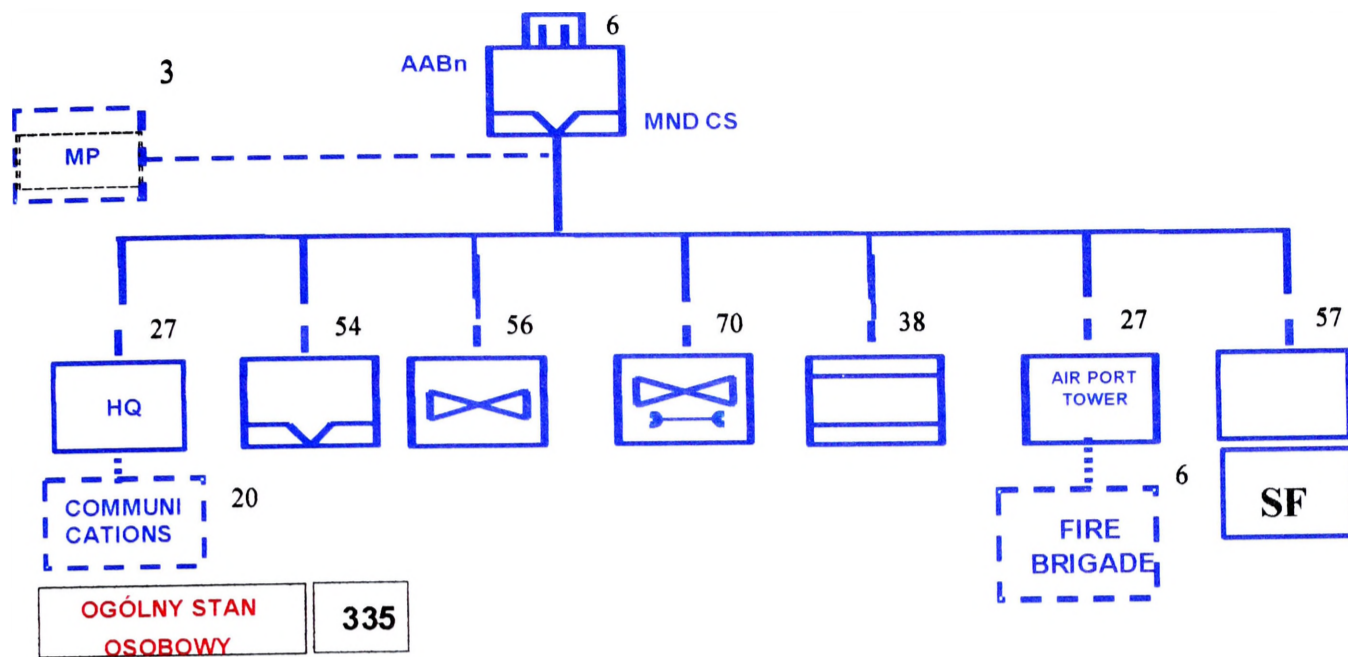 6
AABn
3
MND CS
MP
27
54
56
70
38
27
57
HQ
AIR PORT
TOWER
COMMUNI
CATIONS
20
6
SF
FIRE
BRIGADE
OGÓLNY STAN
OSOBOWY
335